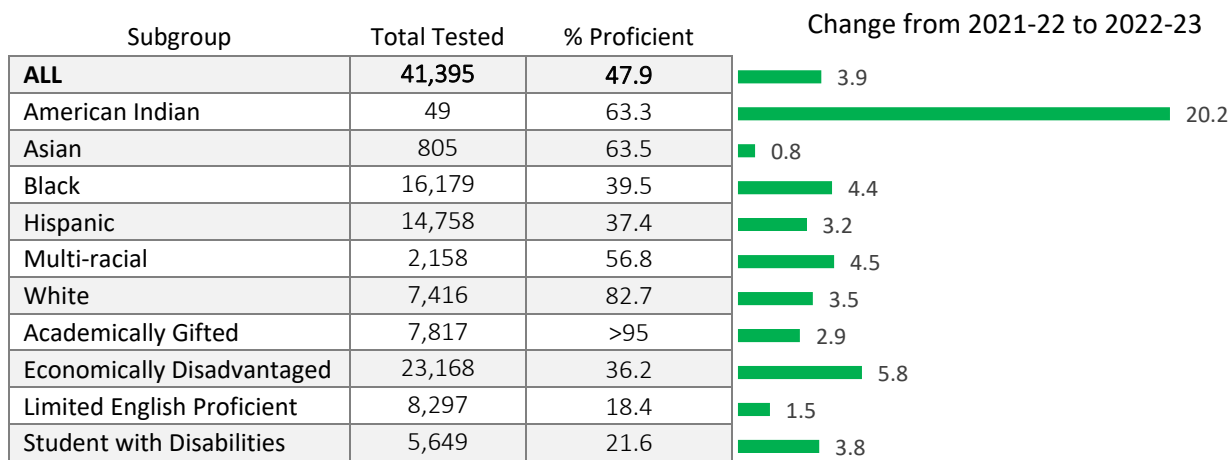 Subgroup Total Tested % Proficient Change from 2021-22 to 2022-23
ALL 41,395 47.9 3.9
American Indian 49 63.3 20.2
Asian 805 63.5 0.8
Black 16,179 39.5 4.4
Hispanic 14,758 37.4 3.2
Multi-racial 2,158 56.8 4.5
White 7,416 82.7 3.5
Academically Gifted 7,817 >95 2.9
Economically Disadvantaged 23,168 36.2 5.8
Limited English Proficient 8,297 18.4 1.5
Student with Disabilities 5,649 21.6 3.8